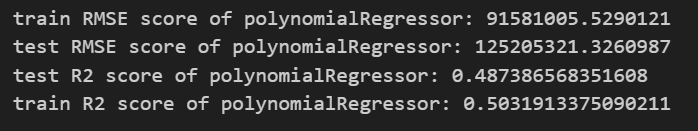 train RMSE score of polynomialRegressor: 91581005.5290121
test RMSE score of polynomialRegressor: 125205321.3260987
test R2 score of polynomialRegressor: 0.487386568351608
train R2 score of polynomialRegressor: 0.5031913375090211